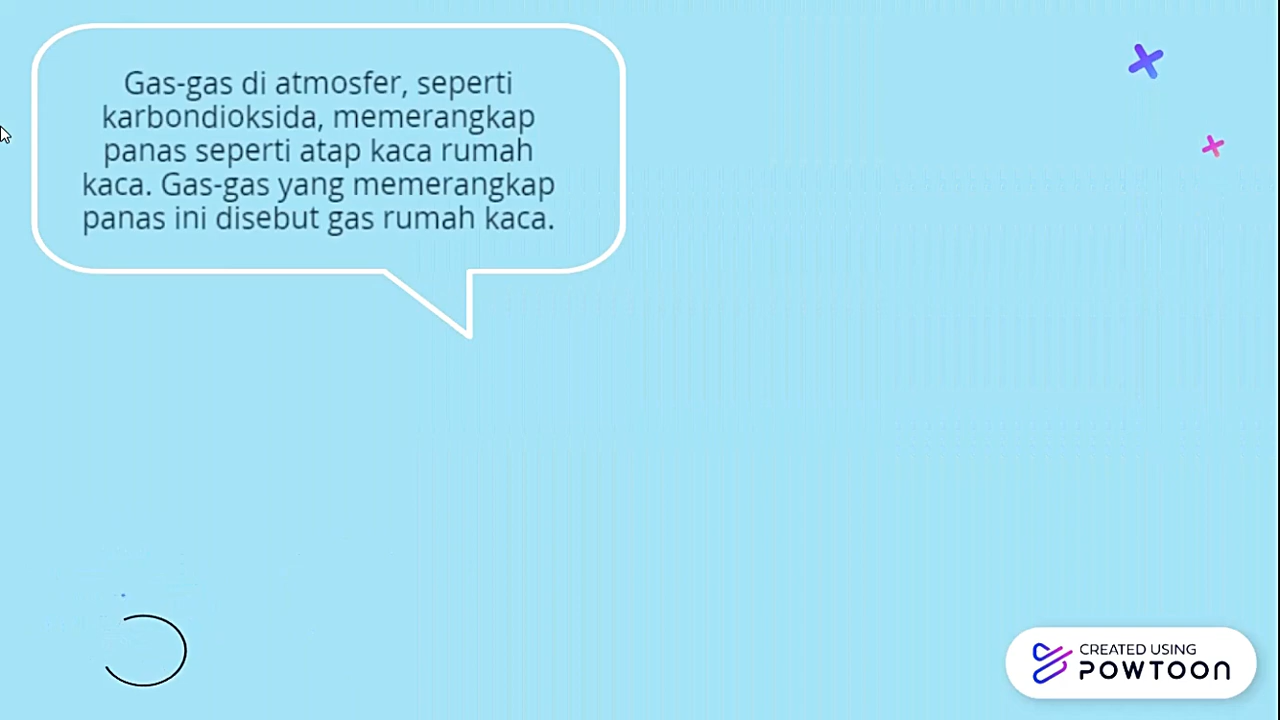 Gas-gas di atmosfer, seperti
karbondioksida, memerangkap
panas seperti atap kaca rumah
kaca. Gas-gas yang memerangkap
panas ini disebut gas rumah kaca.
CREATED USING
POWTOON